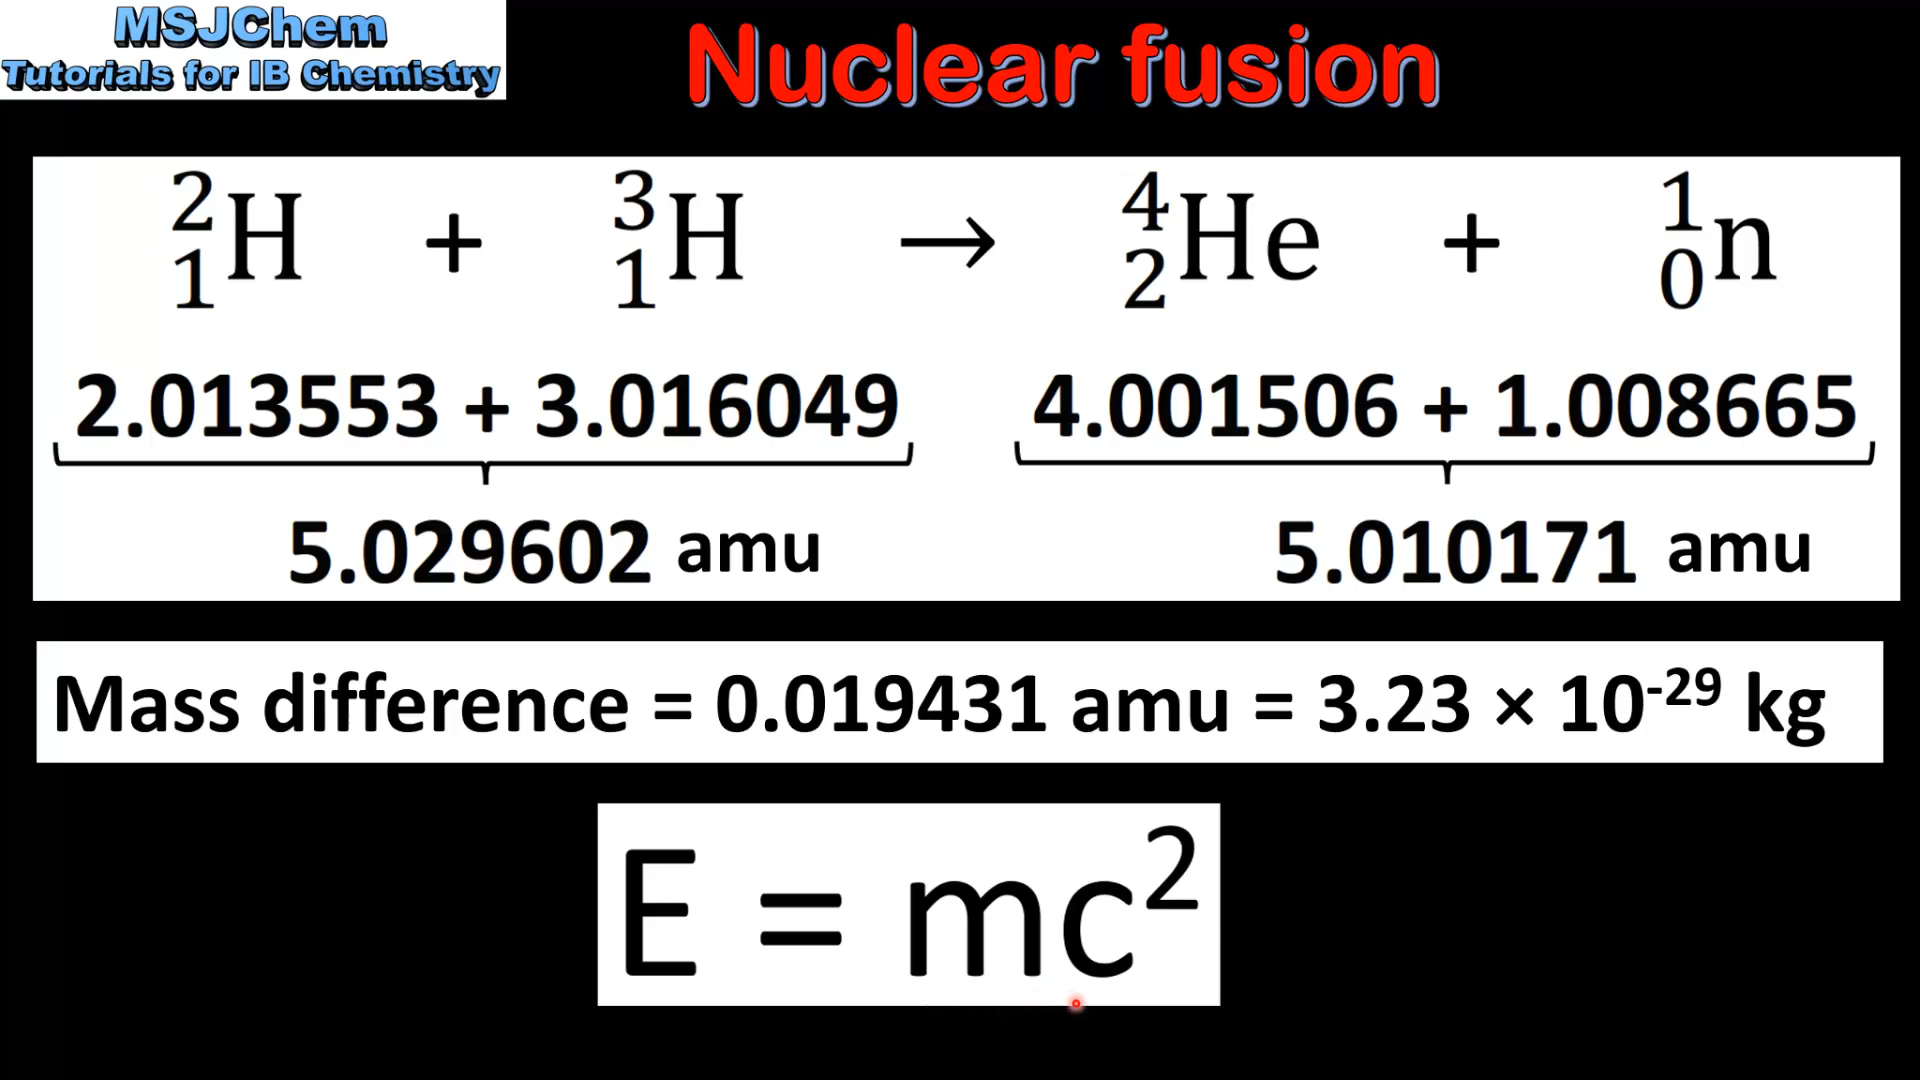 MSJChem
Tutorials for IB Chemistry
Nuclear fusion
²₁H + ³₁H → ⁴₂He + ¹₀n
2.013553 + 3.016049 4.001506 + 1.008665
5.029602 amu 5.010171 amu
Mass difference = 0.019431 amu = 3.23 × 10⁻²⁹ kg
E = mc²